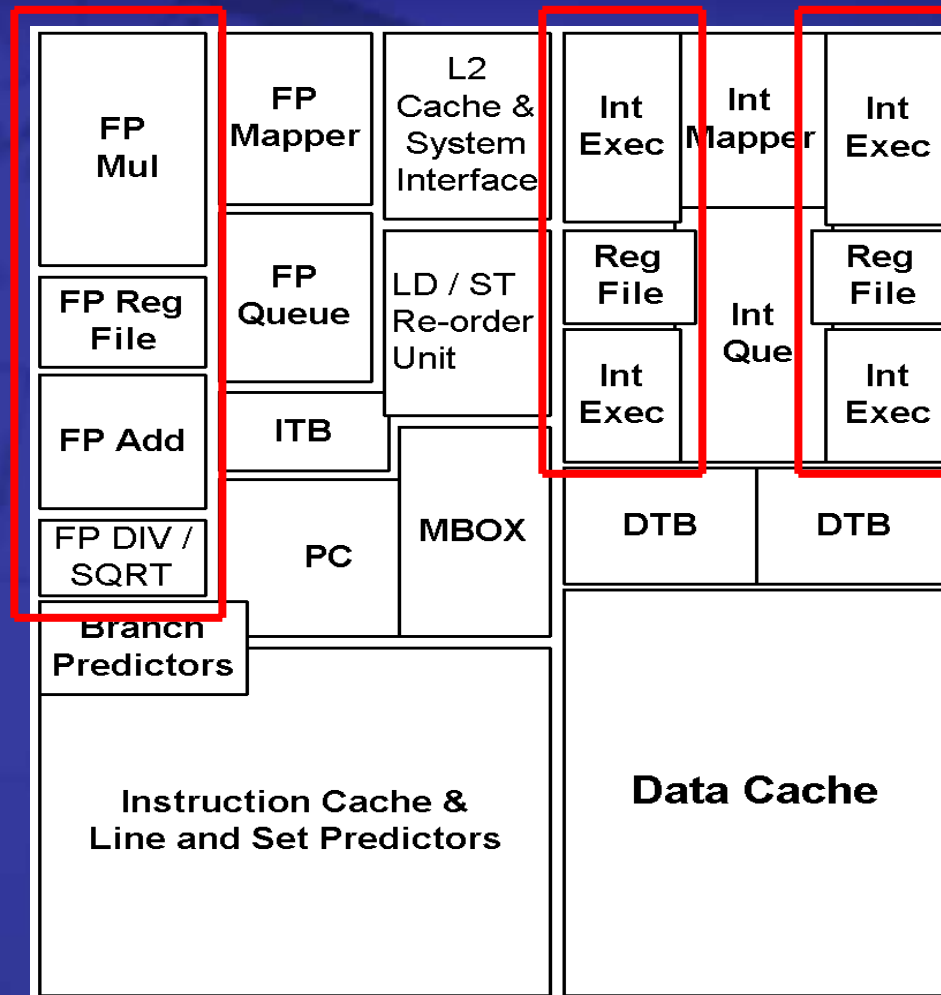 FP
Mul
FP
Mapper
L2
Cache &
System
Interface
Int
Exec
Int
Mapper
Int
Exec
FP Reg
File
FP
Queue
LD / ST
Re-order
Unit
Reg
File
Int
Que
Reg
File
FP Add
ITB
Int
Exec
Int
Exec
FP DIV /
SQRT
PC
MBOX
DTB
DTB
Branch
Predictors
Instruction Cache &
Line and Set Predictors
Data Cache